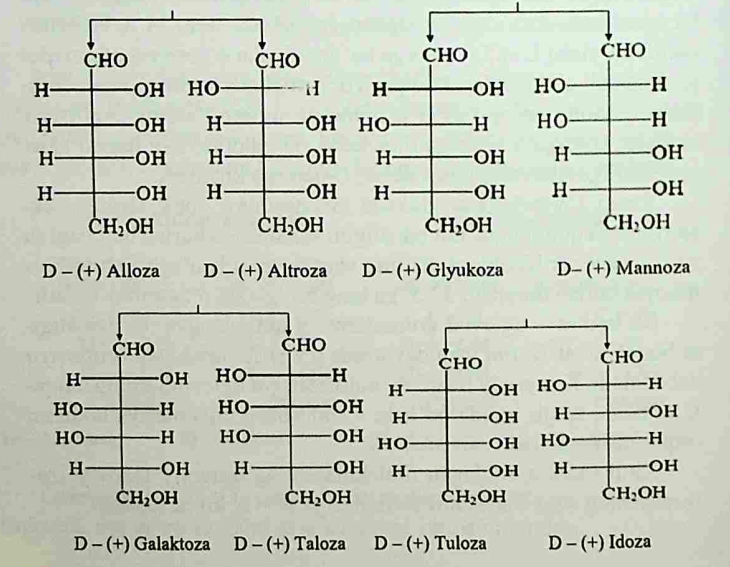 CHO CHO CHO CHO
H OH HO H H OH HO H
H OH H OH HO H HO H
H OH H OH H OH H OH
H OH H OH H OH H OH
CH₂OH CH₂OH CH₂OH CH₂OH
D – (+) Alloza D – (+) Altroza D – (+) Glyukoza D– (+) Mannoza
CHO CHO CHO CHO
H OH HO H H OH HO H
HO H HO OH H OH H OH
HO H HO OH HO OH HO H
H OH H OH H OH H OH
CH₂OH CH₂OH CH₂OH CH₂OH
D – (+) Galaktoza D – (+) Taloza D – (+) Tuloza D – (+) Idoza